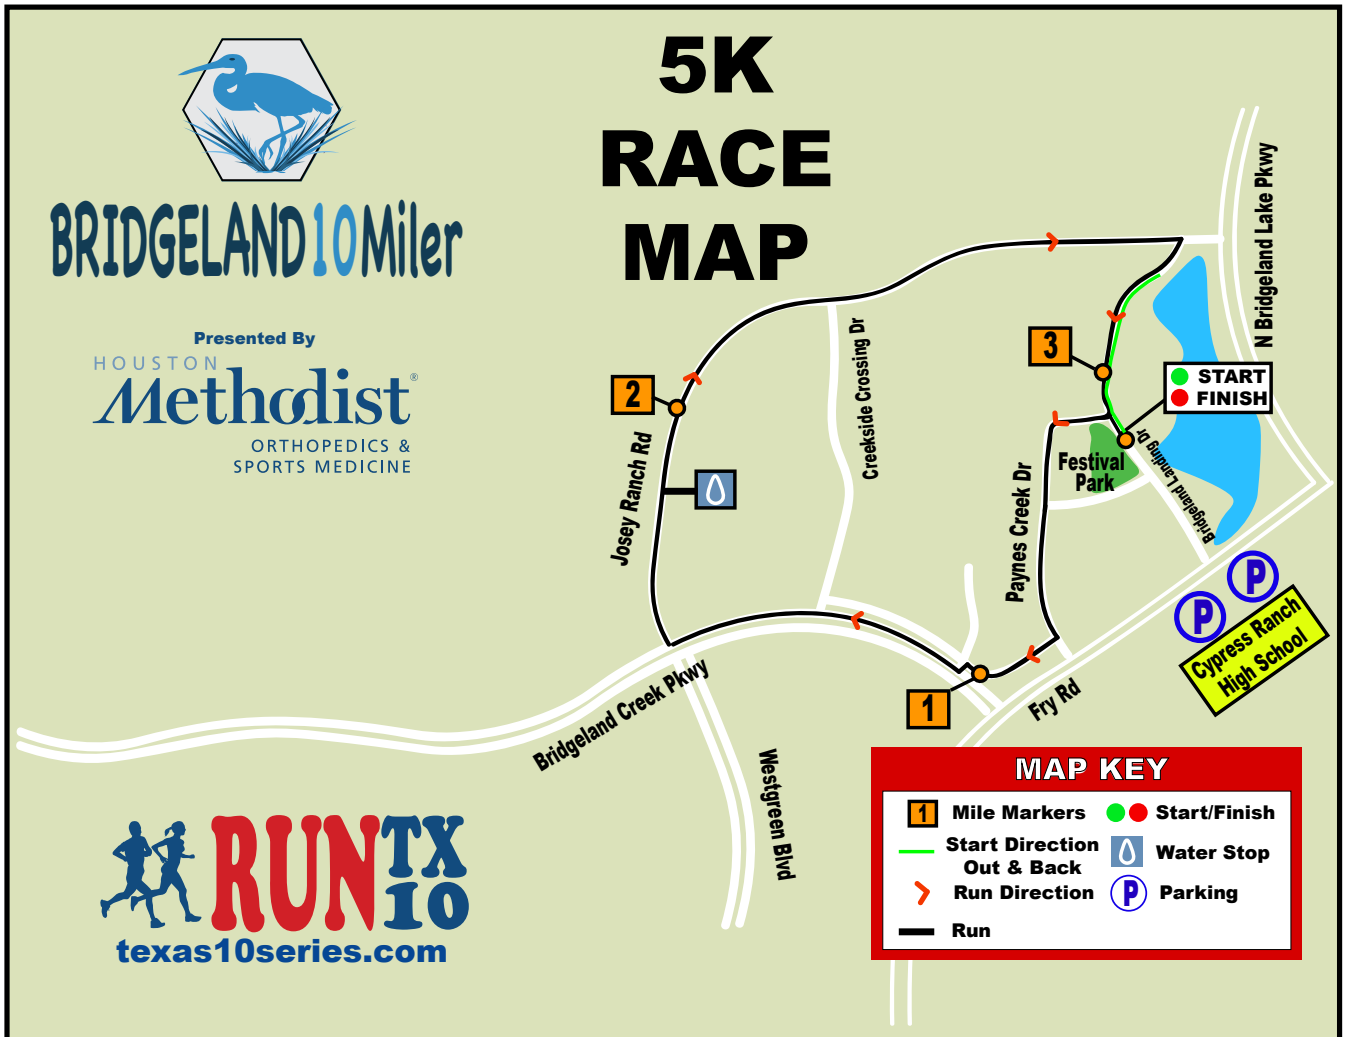 5K
RACE
MAP
BRIDGELAND10Miler
Presented By
HOUSTON
Methodist®
ORTHOPEDICS &
SPORTS MEDICINE
N Bridgeland Lake Pkwy
3
START
FINISH
2
Creekside Crossing Dr
Josey Ranch Rd
Festival
Park
Bridgeland Landing Dr
Paynes Creek Dr
P
P
Cypress Ranch
High School
1
Fry Rd
Bridgeland Creek Pkwy
Westgreen Blvd
MAP KEY
1 Mile Markers
Start/Finish
Start Direction
Out & Back
Water Stop
Run Direction
P Parking
Run
RUN TX
10
texas10series.com